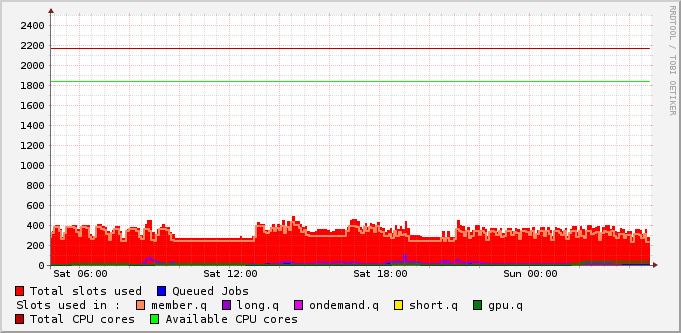 2400
2200
2000
1800
1600
1400
1200
1000
800
600
400
200
0
Sat 06:00 Sat 12:00 Sat 18:00 Sun 00:00
Total slots used Queued Jobs
Slots used in : member.q long.q ondemand.q short.q gpu.q
Total CPU cores Available CPU cores
RRDTOOL / TOBI OETIKER